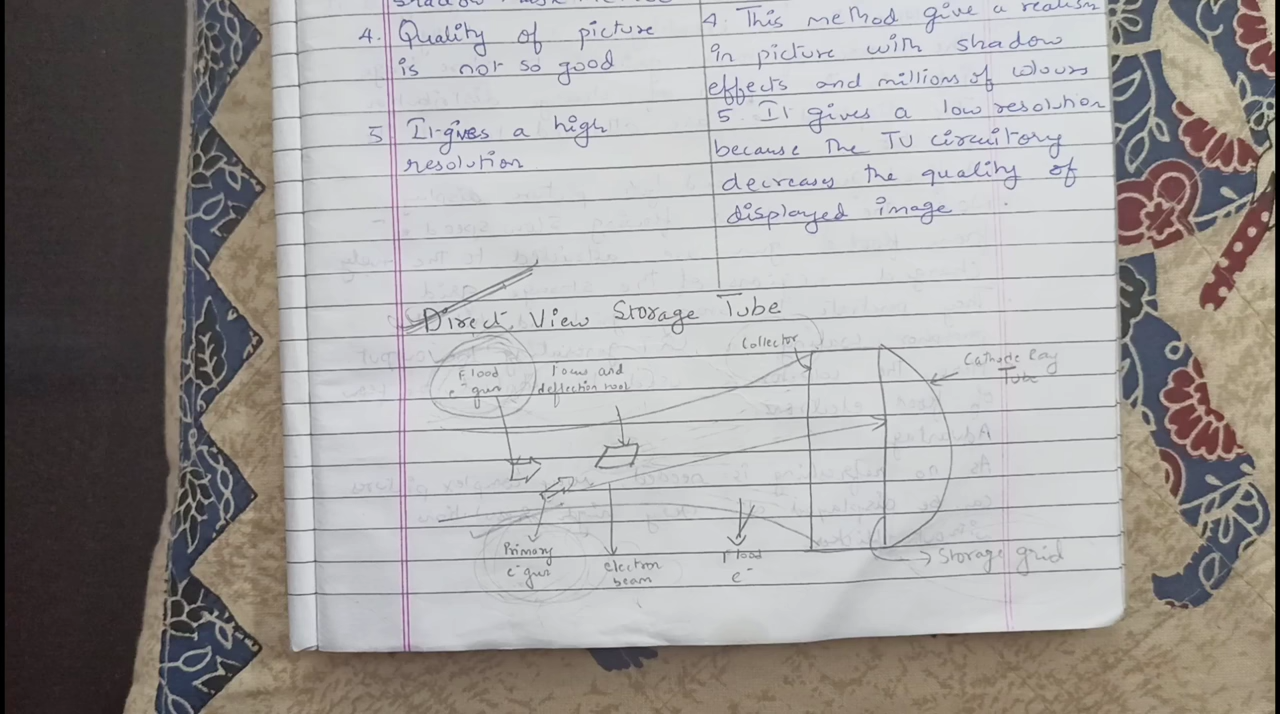 4. Quality of picture
is not so good
5 It gives a high
resolution
4. This method give a realism
in picture with shadow
effects and millions of colours
5. It gives a low resolution
because the TV circuitory
decreases the quality of
displayed image.
Direct View Storage Tube
Flood
e- gun
focus and
deflection
Collector
Cathode Ray
Tube
Primary
e- gun
electron
beam
Flood
e-
Storage grid